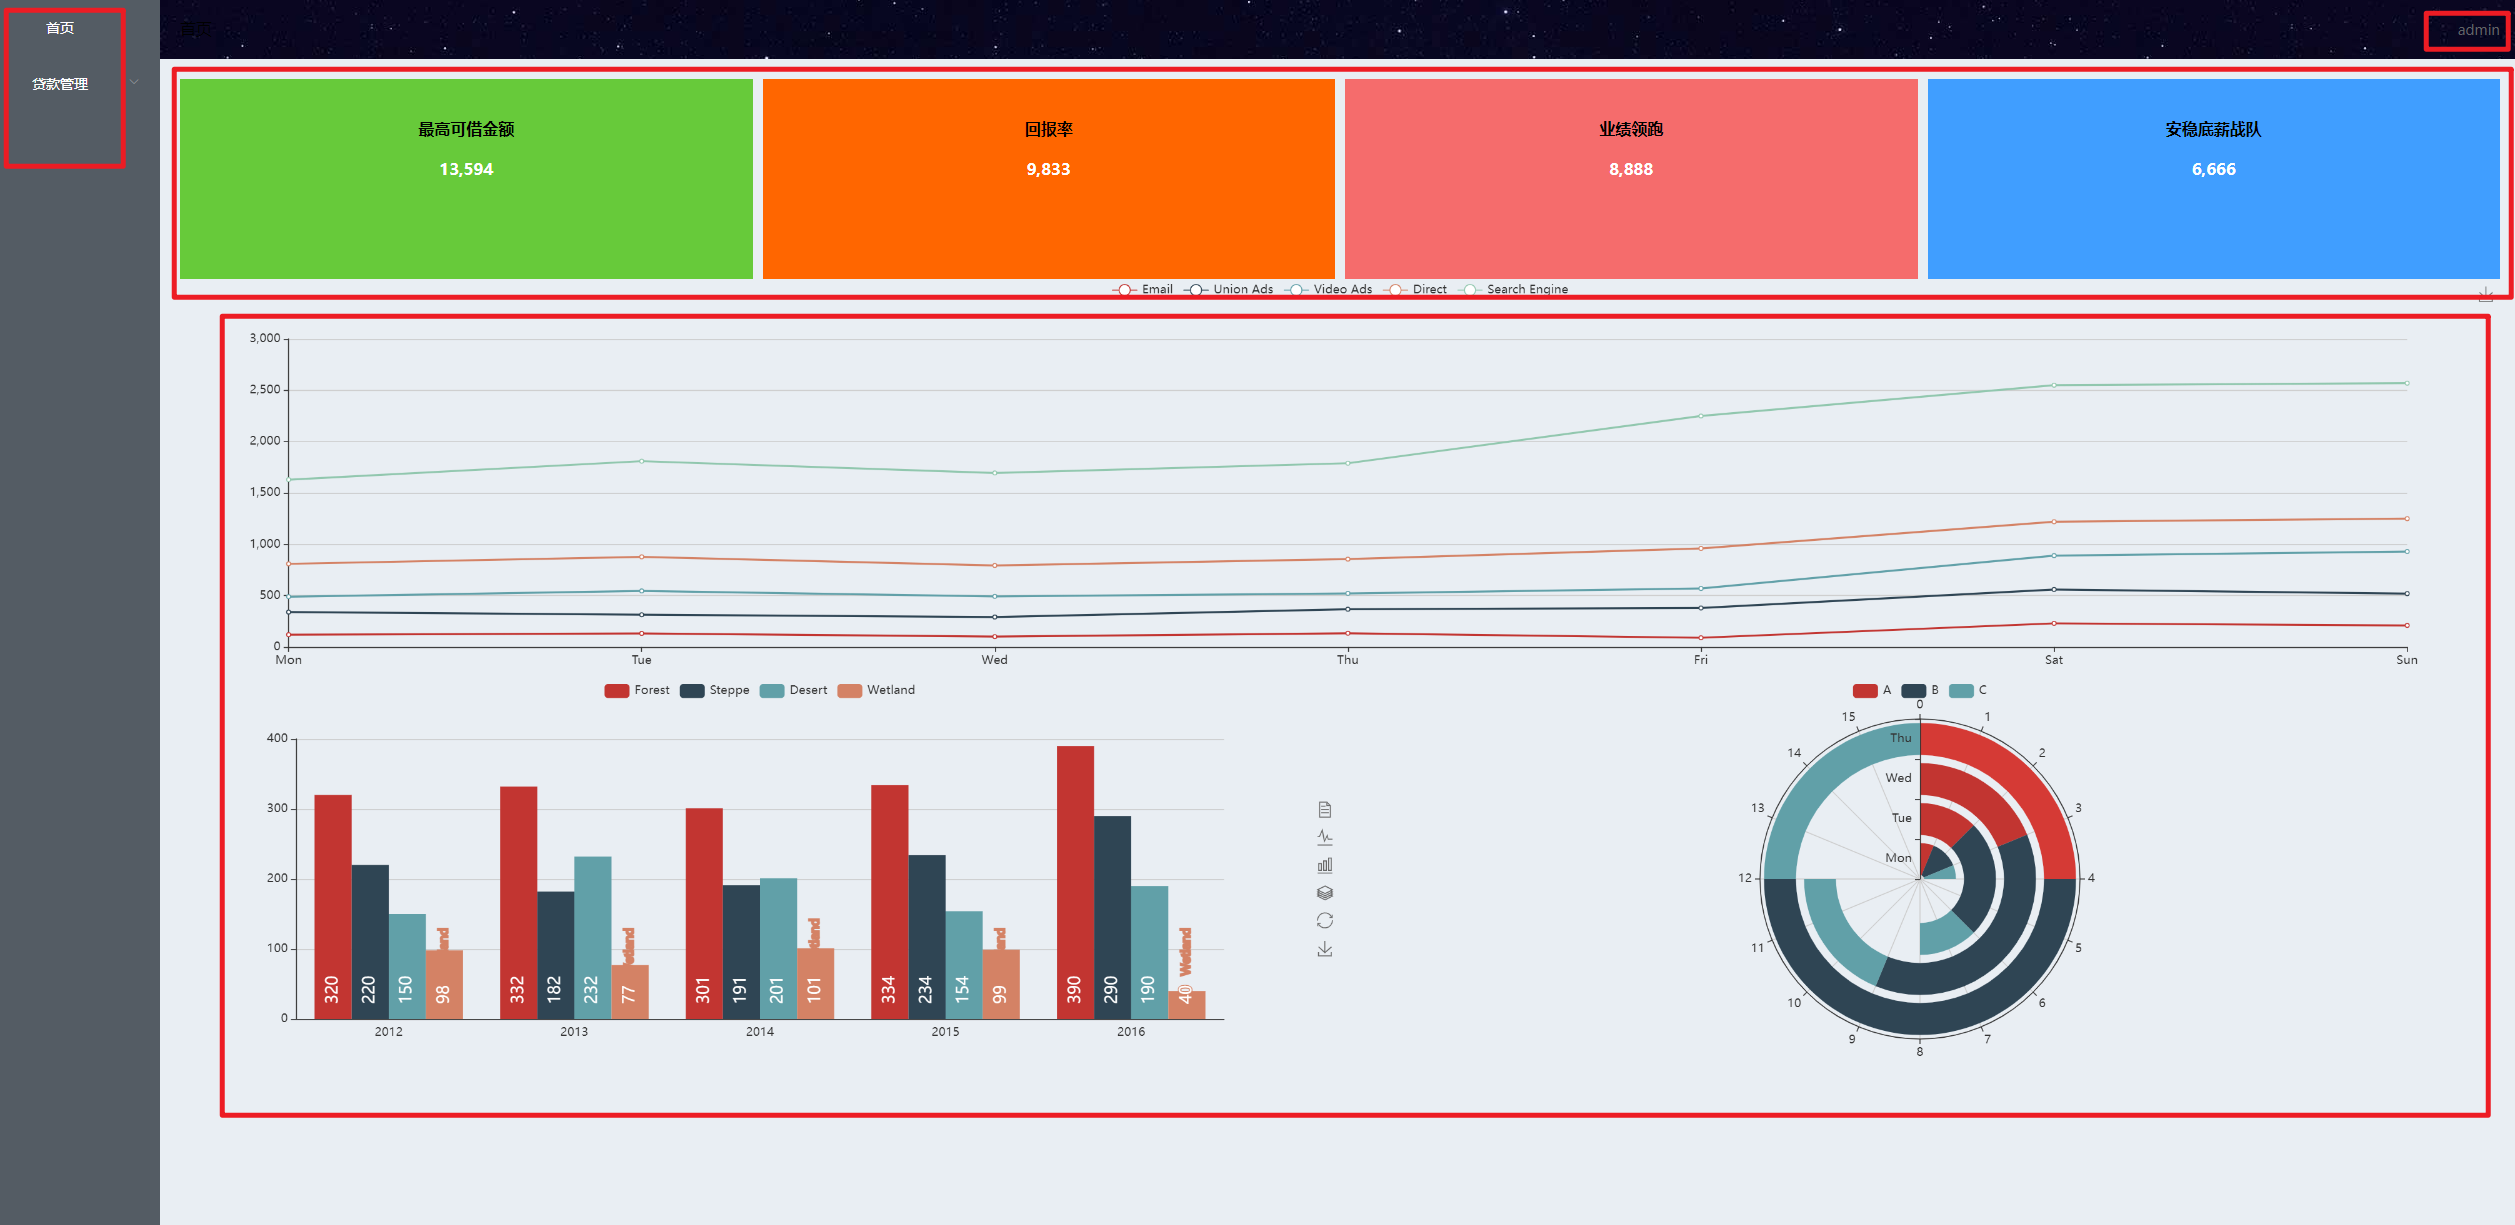 首页
贷款管理
首页
admin
最高可借金额
13,594
回报率
9,833
业绩领跑
8,888
安稳底薪战队
6,666
Email Union Ads Video Ads Direct Search Engine
3,000
2,500
2,000
1,500
1,000
500
0
Mon Tue Wed Thu Fri Sat Sun
Forest Steppe Desert Wetland
400
300
200
100
0
320 220 150 98
332 182 232 77
301 191 201 101
334 234 154 99
390 290 190 40 Wetland
2012 2013 2014 2015 2016
A B C
0 1 2 3 4 5 6 7 8 9 10 11 12 13 14 15
Thu
Wed
Tue
Mon